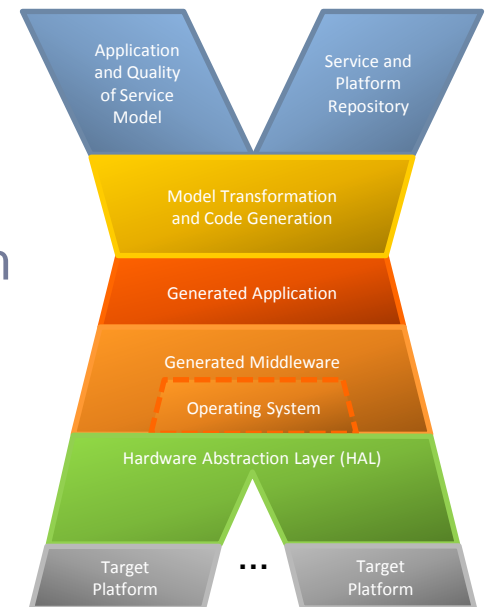 Application
and Quality
of Service
Model
Service and
Platform
Repository
Model Transformation
and Code Generation
n
Generated Application
Generated Middleware
Operating System
Hardware Abstraction Layer (HAL)
Target
Platform
...
Target
Platform